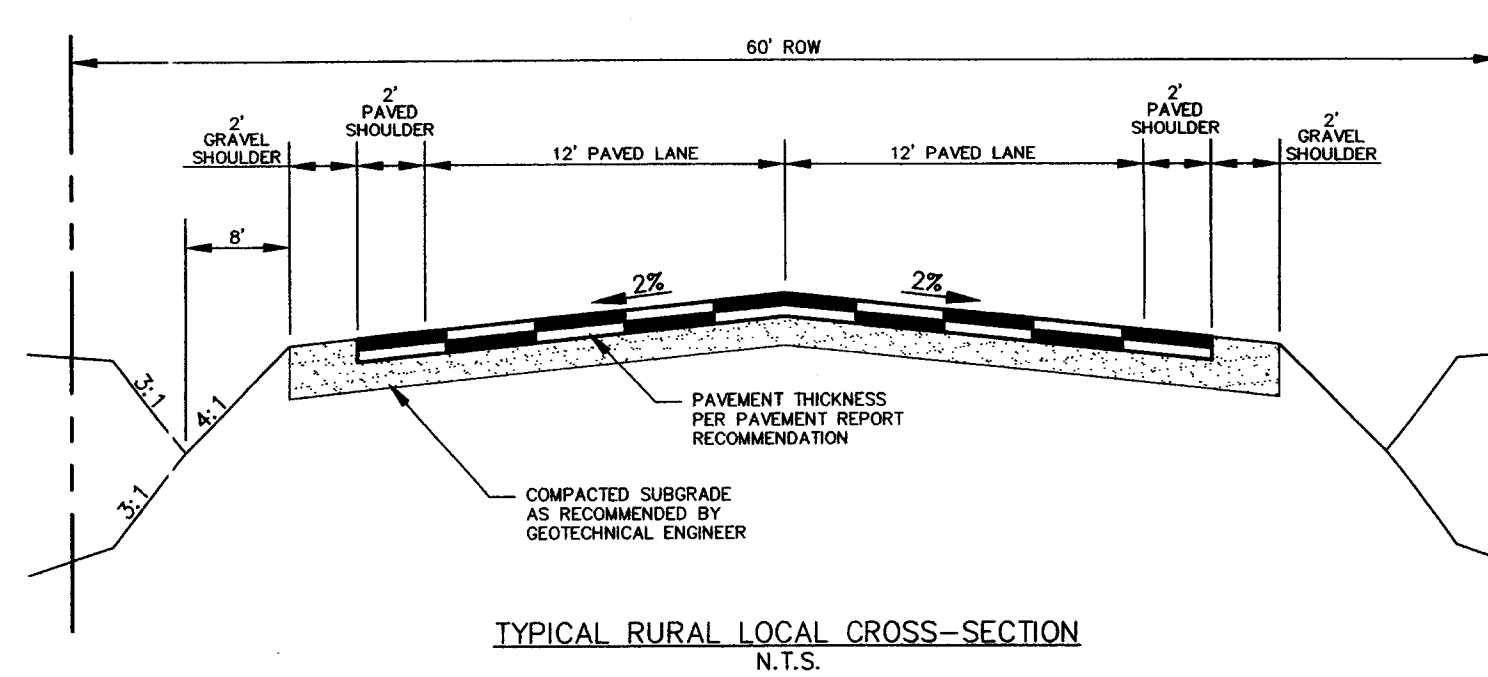 60' ROW
2'
PAVED
SHOULDER
2'
GRAVEL
SHOULDER
12' PAVED LANE
12' PAVED LANE
2'
PAVED
SHOULDER
2'
GRAVEL
SHOULDER
8'
2%
2%
3:1
4:1
3:1
PAVEMENT THICKNESS
PER PAVEMENT REPORT
RECOMMENDATION
COMPACTED SUBGRADE
AS RECOMMENDED BY
GEOTECHNICAL ENGINEER
TYPICAL RURAL LOCAL CROSS-SECTION
N.T.S.